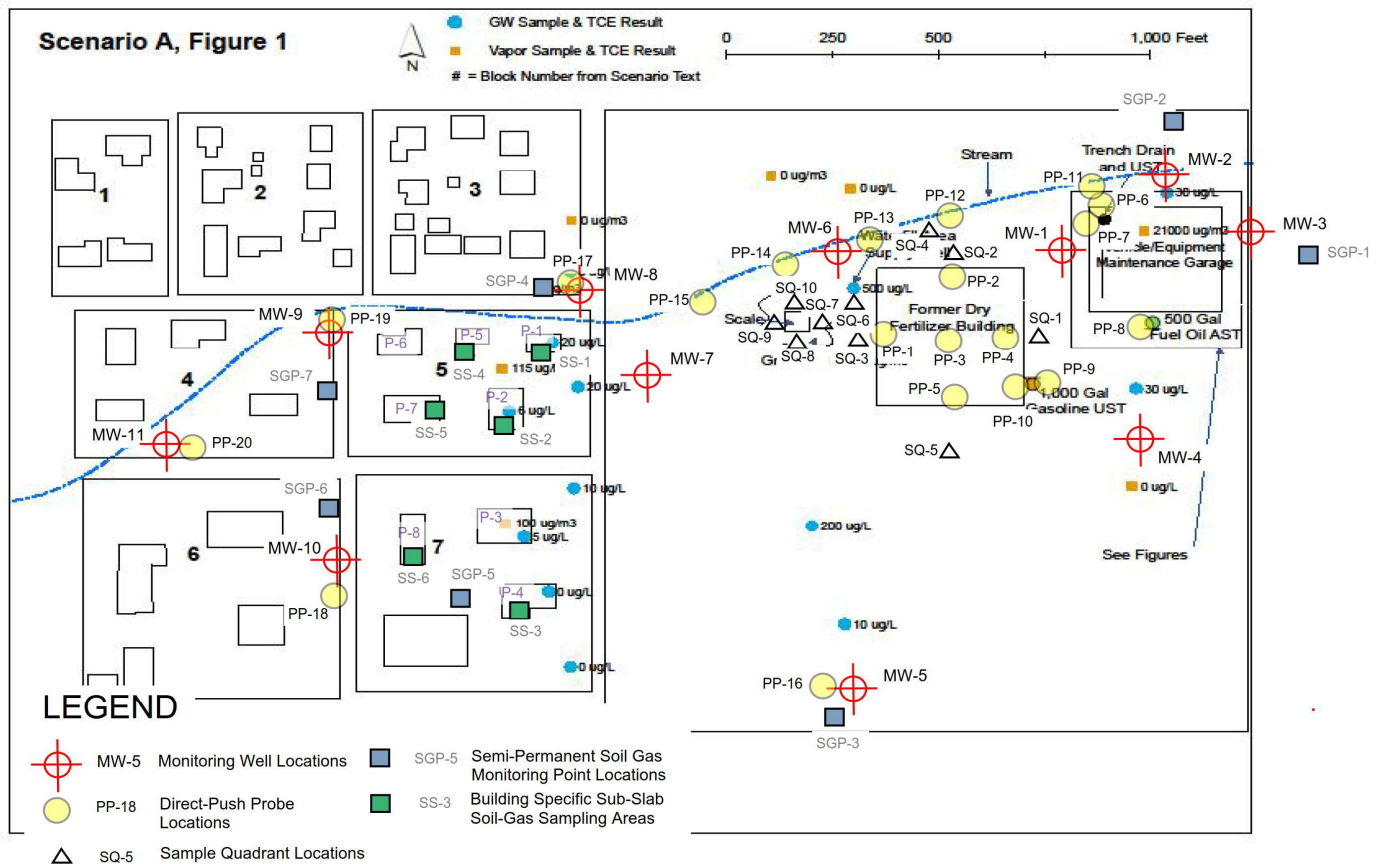 Scenario A, Figure 1
N
GW Sample & TCE Result
Vapor Sample & TCE Result
# = Block Number from Scenario Text
0
250
500
1,000 Feet
SGP-2
Stream
Trench Drain
and UST
MW-2
PP-11
30 ug/L
PP-6
PP-7
21000 ug/m3
MW-3
SGP-1
MW-1
Maintenance Garage
1
2
3
0 ug/m3
0 ug/m3
0 ug/L
PP-12
PP-13
MW-6
SQ-4
SQ-2
PP-14
PP-2
500 ug/L
PP-15
SQ-10
SQ-7
SQ-6
SQ-9
SQ-8
SQ-3
Former Dry
Fertilizer Building
SQ-1
PP-8
500 Gal
Fuel Oil AST
PP-1
PP-3
PP-4
PP-5
PP-9
PP-10
Gasoline UST
30 ug/L
MW-4
SQ-5
0 ug/L
See Figures
PP-17
SGP-4
MW-8
MW-9
PP-19
MW-7
P-6
P-5
P-1
20 ug/L
SS-1
SS-4
5
SGP-7
4
20 ug/L
P-7
P-2
6 ug/L
SS-5
SS-2
MW-11
PP-20
10 ug/L
SGP-6
6
MW-10
P-8
7
P-3
100 ug/m3
SS-6
SGP-5
P-4
SS-3
PP-18
0 ug/L
200 ug/L
10 ug/L
PP-16
MW-5
SGP-3
LEGEND
MW-5 Monitoring Well Locations
SGP-5 Semi-Permanent Soil Gas
Monitoring Point Locations
PP-18 Direct-Push Probe
Locations
SS-3 Building Specific Sub-Slab
Soil-Gas Sampling Areas
SQ-5 Sample Quadrant Locations